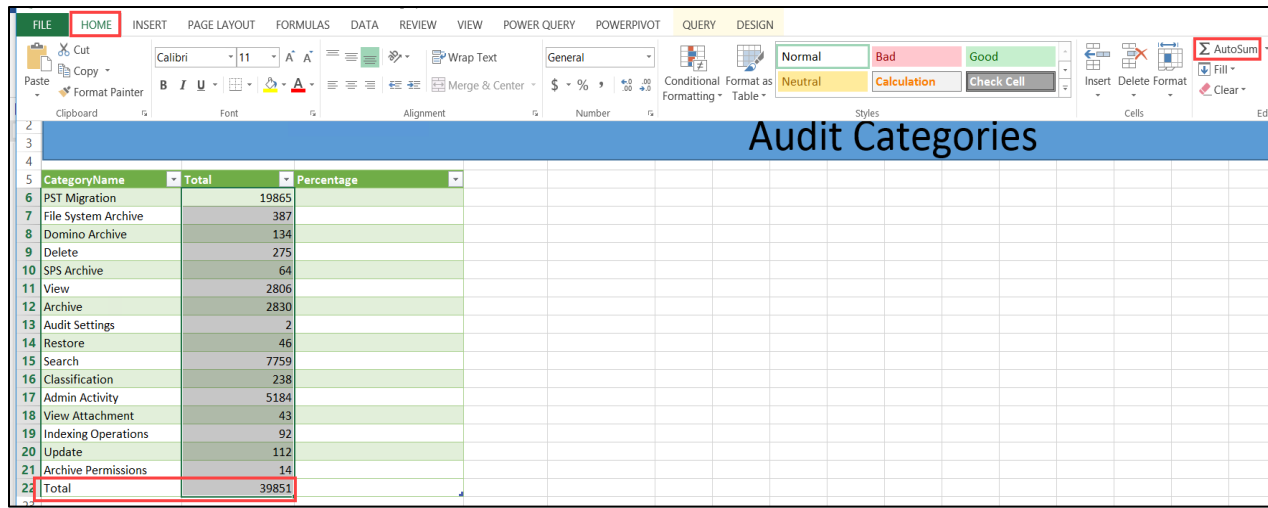 FILE HOME INSERT PAGE LAYOUT FORMULAS DATA REVIEW VIEW POWER QUERY POWERPIVOT QUERY DESIGN
Cut
Copy
Format Painter
Paste
Clipboard
Calibri 11 A A
B I U A
Font
Wrap Text
Merge & Center
Alignment
General
$ % , .0 .00 .00 .0
Number
Conditional Formatting
Format as Table
Normal Bad Good
Neutral Calculation Check Cell
Styles
Insert Delete Format
Cells
Σ AutoSum
Fill
Clear
Ed
2
3 Audit Categories
4
5 CategoryName Total Percentage
6 PST Migration 19865
7 File System Archive 387
8 Domino Archive 134
9 Delete 275
10 SPS Archive 64
11 View 2806
12 Archive 2830
13 Audit Settings 2
14 Restore 46
15 Search 7759
16 Classification 238
17 Admin Activity 5184
18 View Attachment 43
19 Indexing Operations 92
20 Update 112
21 Archive Permissions 14
22 Total 39851